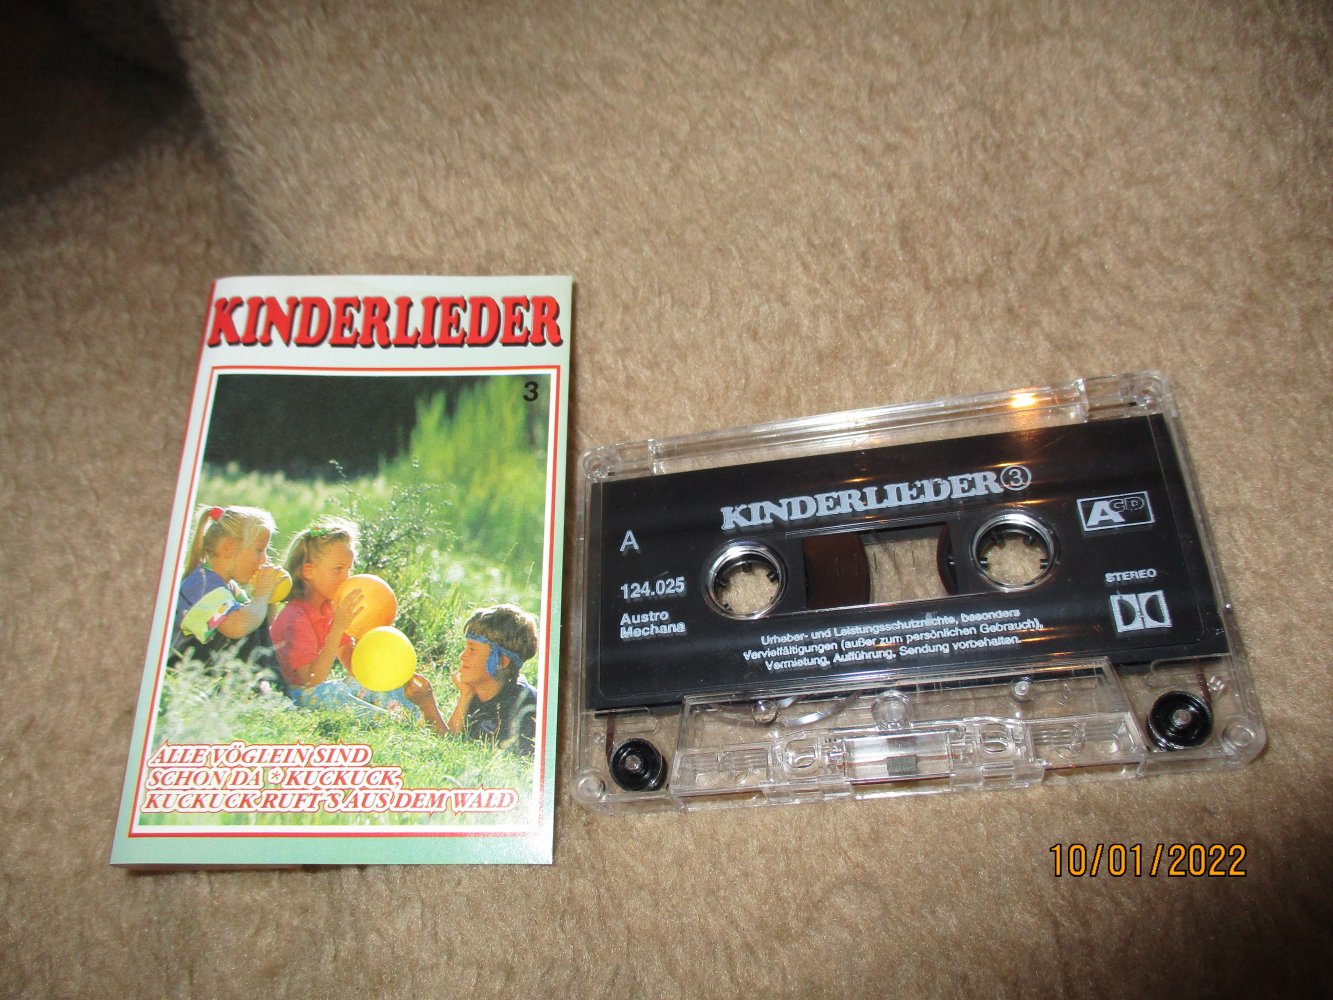 KINDERLIEDER
3
ALLE VÖGLEIN SIND
SCHON DA * KUCKUCK,
KUCKUCK RUFT´S AUS DEM WALD
KINDERLIEDER 3
A
AGD
124.025
STEREO
Austro
Mechana
Urheber- und Leistungsschutzrechte, besonders
Vervielfältigungen (außer zum persönlichen Gebrauch),
Vermietung, Aufführung, Sendung vorbehalten.
10/01/2022